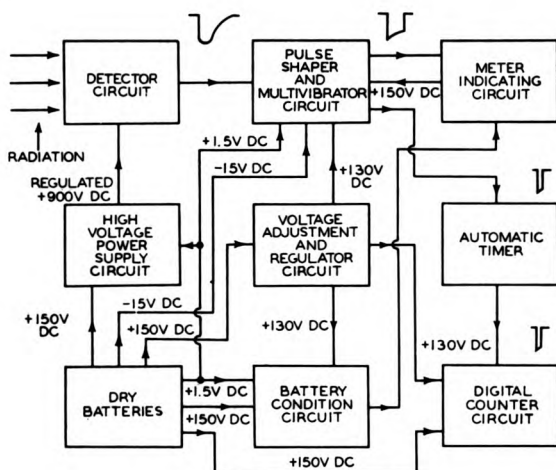 DETECTOR
CIRCUIT
PULSE
SHAPER
AND
MULTIVIBRATOR
CIRCUIT
METER
INDICATING
CIRCUIT
+150V DC
RADIATION
+1.5V DC
-15V DC
REGULATED
+900V DC
+130V
DC
HIGH
VOLTAGE
POWER
SUPPLY
CIRCUIT
VOLTAGE
ADJUSTMENT
AND
REGULATOR
CIRCUIT
AUTOMATIC
TIMER
+150V
DC
-15V DC
+150V DC
+130V DC
+130V DC
DRY
BATTERIES
+1.5V DC
+150V DC
BATTERY
CONDITION
CIRCUIT
DIGITAL
COUNTER
CIRCUIT
+150V DC